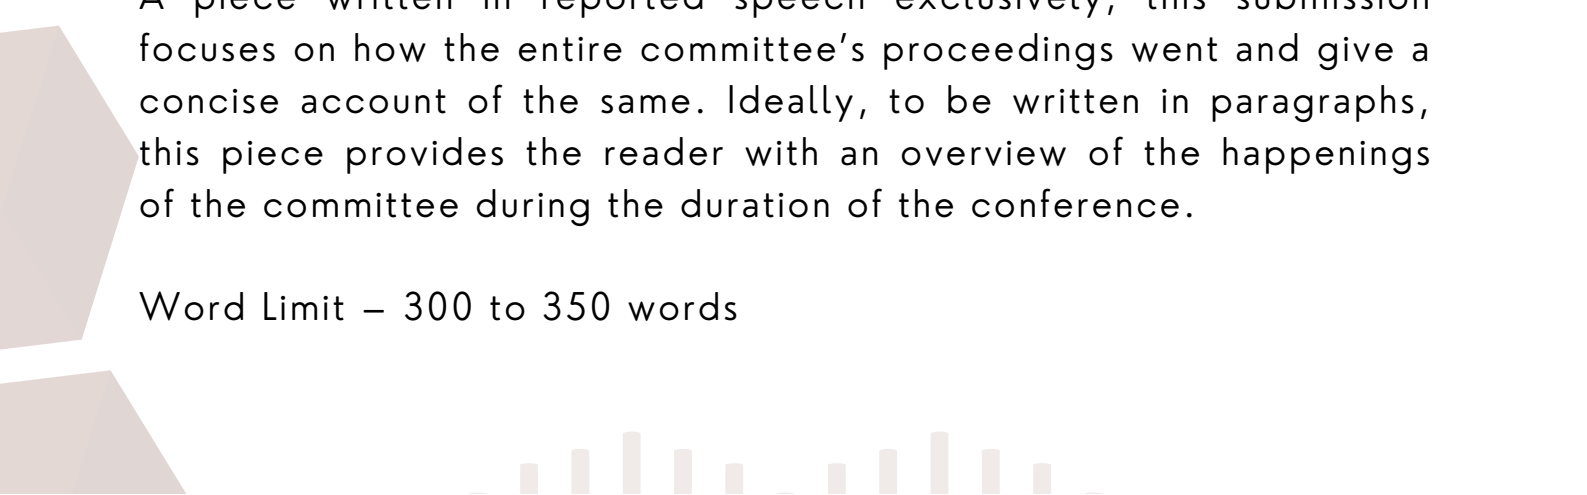 A piece written in reported speech exclusively, this submission
focuses on how the entire committee's proceedings went and give a
concise account of the same. Ideally, to be written in paragraphs,
this piece provides the reader with an overview of the happenings
of the committee during the duration of the conference.
Word Limit – 300 to 350 words